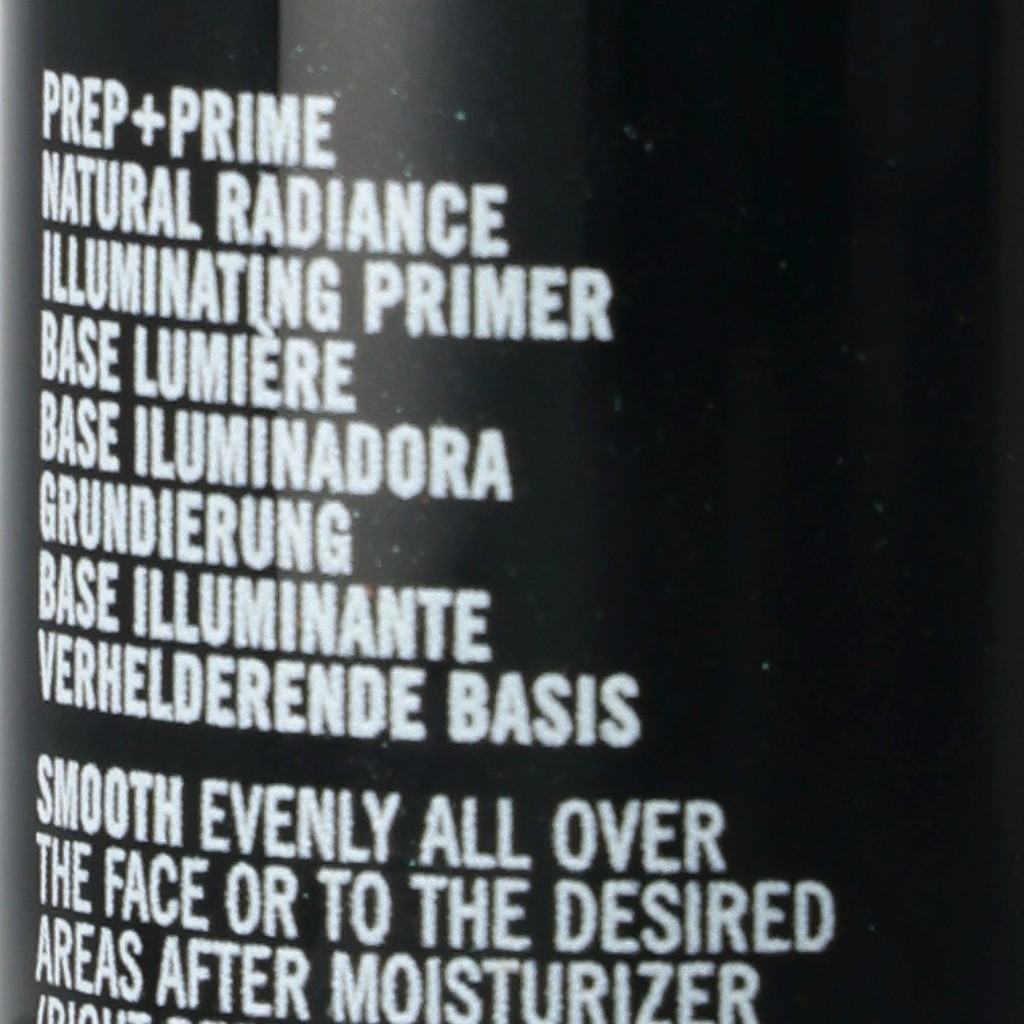 PREP+PRIME
NATURAL RADIANCE
ILLUMINATING PRIMER
BASE LUMIÈRE
BASE ILUMINADORA
GRUNDIERUNG
BASE ILLUMINANTE
VERHELDERENDE BASIS
SMOOTH EVENLY ALL OVER
THE FACE OR TO THE DESIRED
AREAS AFTER MOISTURIZER